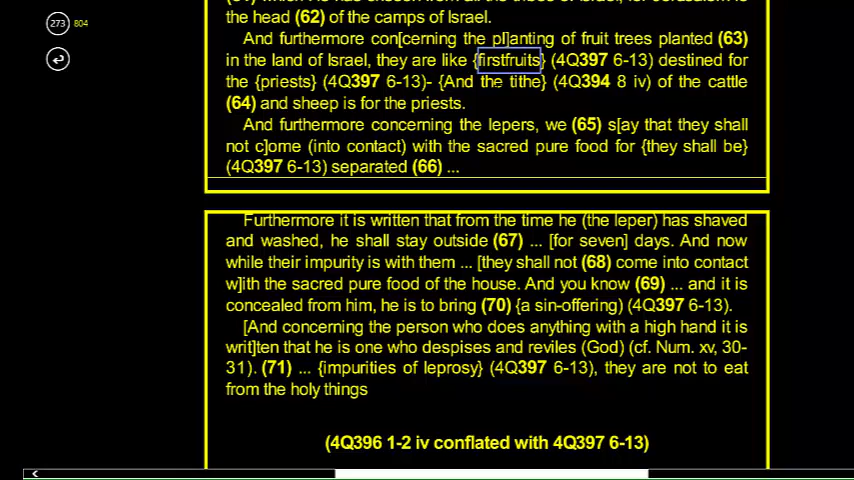 273 804
the head (62) of the camps of Israel.
And furthermore con[cerning the pl]anting of fruit trees planted (63)
in the land of Israel, they are like {firstfruits} (4Q397 6-13) destined for
the {priests} (4Q397 6-13)- {And the tithe} (4Q394 8 iv) of the cattle
(64) and sheep is for the priests.
And furthermore concerning the lepers, we (65) s[ay that they shall
not c]ome (into contact) with the sacred pure food for {they shall be}
(4Q397 6-13) separated (66) ...
Furthermore it is written that from the time he (the leper) has shaved
and washed, he shall stay outside (67) ... [for seven] days. And now
while their impurity is with them ... [they shall not (68) come into contact
w]ith the sacred pure food of the house. And you know (69) ... and it is
concealed from him, he is to bring (70) {a sin-offering) (4Q397 6-13).
[And concerning the person who does anything with a high hand it is
writ]ten that he is one who despises and reviles (God) (cf. Num. xv, 30-
31). (71) ... {impurities of leprosy} (4Q397 6-13), they are not to eat
from the holy things
(4Q396 1-2 iv conflated with 4Q397 6-13)